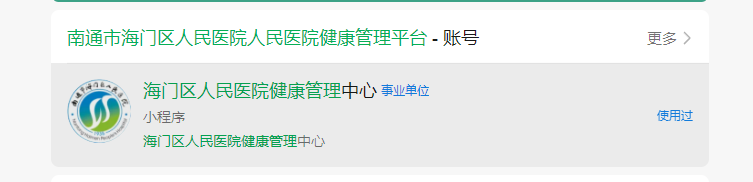 南通市海门区人民医院人民医院健康管理平台 - 账号
更多
海门区人民医院健康管理中心 事业单位
小程序
使用过
海门区人民医院健康管理中心